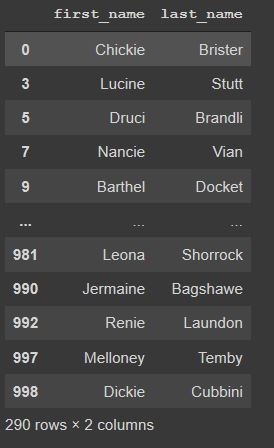 first_name last_name
0 Chickie Brister
3 Lucine Stutt
5 Druci Brandli
7 Nancie Vian
9 Barthel Docket
... ... ...
981 Leona Shorrock
990 Jermaine Bagshawe
992 Renie Laundon
997 Melloney Temby
998 Dickie Cubbini
290 rows × 2 columns